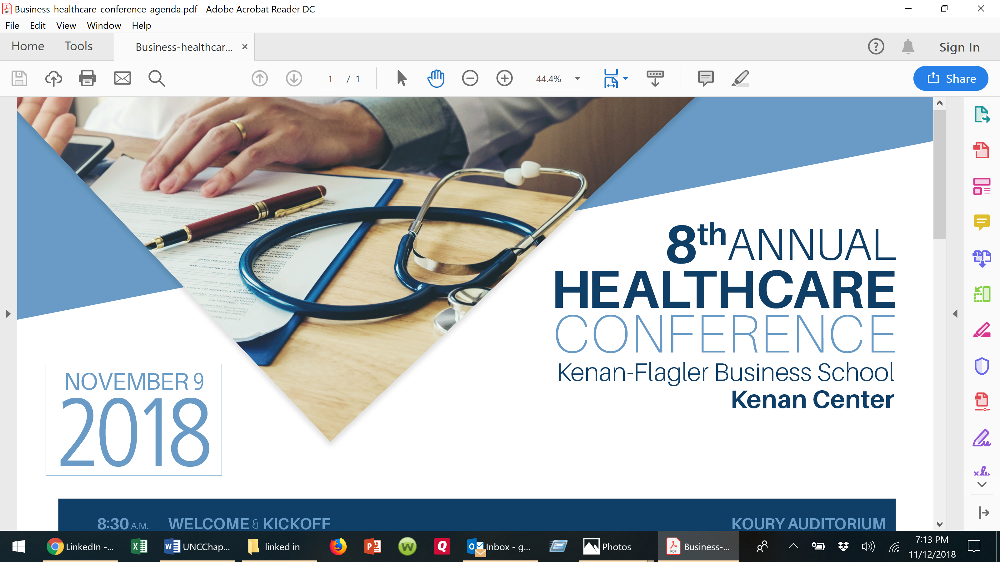 Business-healthcare-conference-agenda.pdf - Adobe Acrobat Reader DC
File Edit View Window Help
Home Tools Business-healthcar... × Sign In
1 / 1 44.4% Share
8th ANNUAL
HEALTHCARE
CONFERENCE
Kenan-Flagler Business School
Kenan Center
NOVEMBER 9
2018
8:30 A.M. WELCOME & KICKOFF KOURY AUDITORIUM
LinkedIn -... UNCChap... linked in Inbox - g... Photos Business-... 7:13 PM
11/12/2018